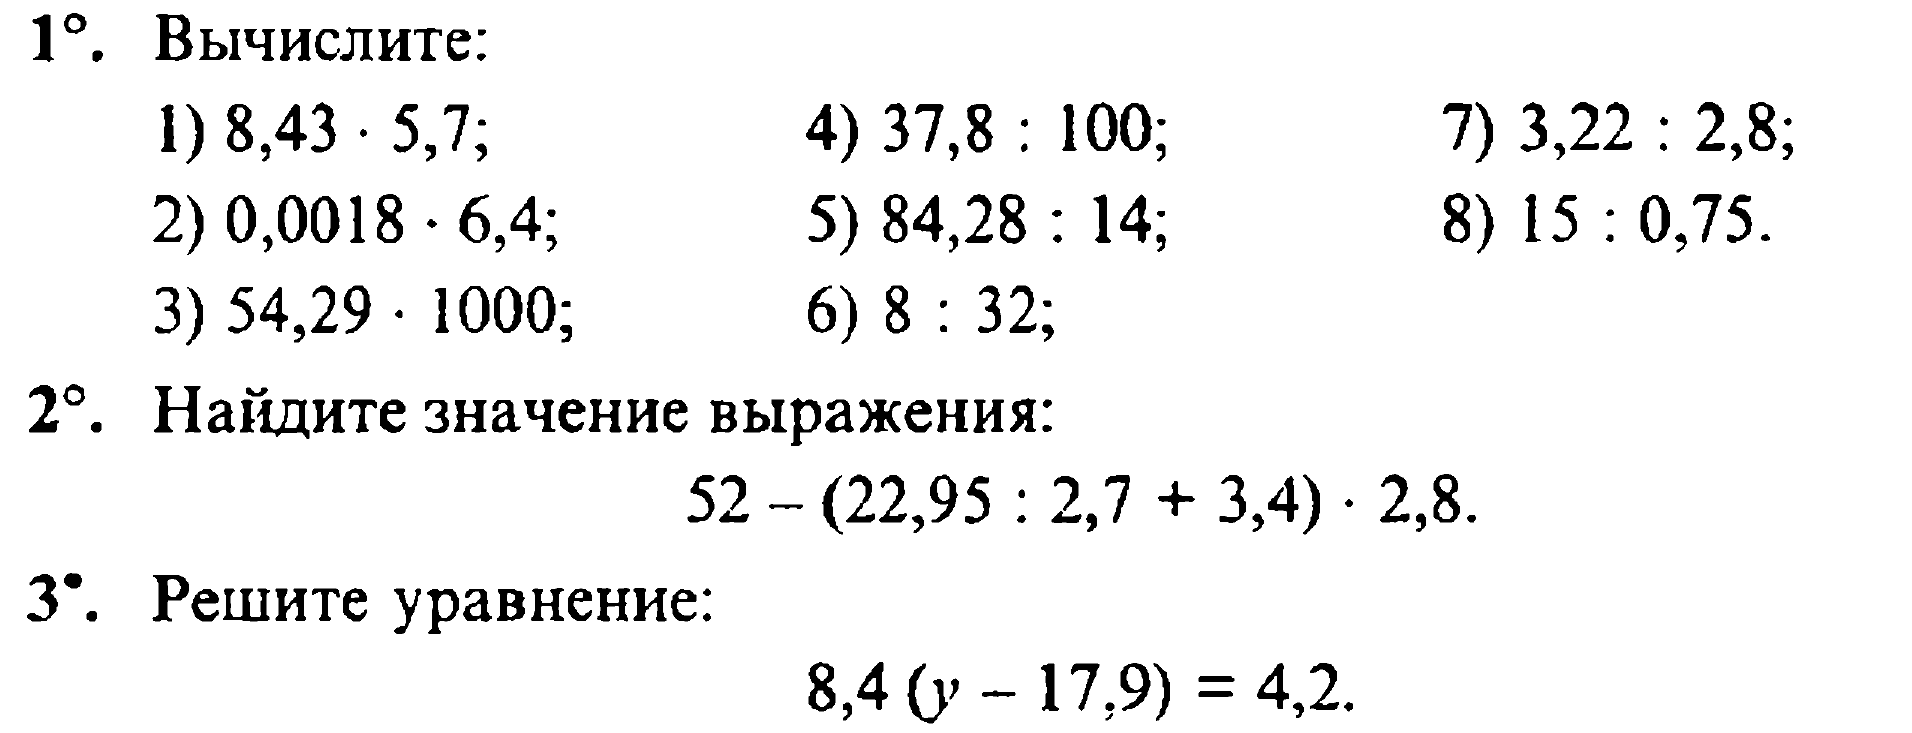 1°. Вычислите:
1) 8,43 · 5,7; 4) 37,8 : 100; 7) 3,22 : 2,8;
2) 0,0018 · 6,4; 5) 84,28 : 14; 8) 15 : 0,75.
3) 54,29 · 1000; 6) 8 : 32;
2°. Найдите значение выражения:
52 – (22,95 : 2,7 + 3,4) · 2,8.
3•. Решите уравнение:
8,4 (y – 17,9) = 4,2.